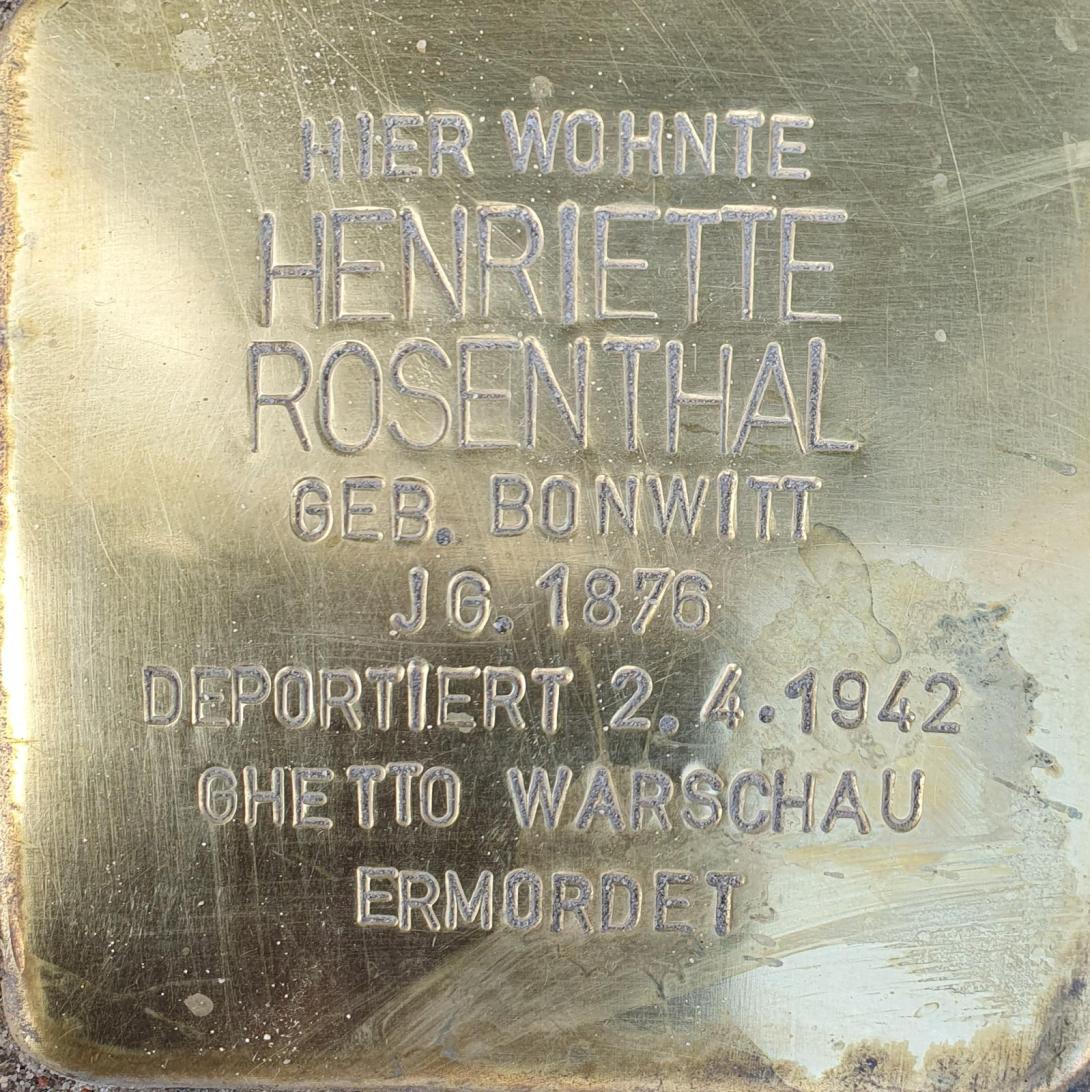 HIER WOHNTE
HENRIETTE
ROSENTHAL
GEB. BONWITT
JG. 1876
DEPORTIERT 2.4.1942
GHETTO WARSCHAU
ERMORDET